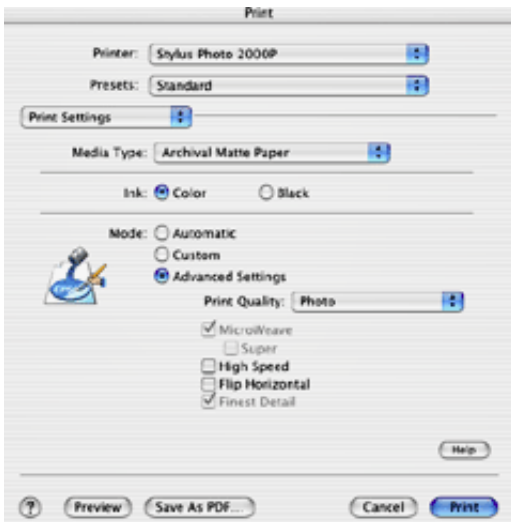 Print
Printer: Stylus Photo 2000P
Presets: Standard
Print Settings
Media Type: Archival Matte Paper
Ink: Color Black
Mode: Automatic
Custom
Advanced Settings
Print Quality: Photo
MicroWeave
Super
High Speed
Flip Horizontal
Finest Detail
Help
? Preview Save As PDF... Cancel Print